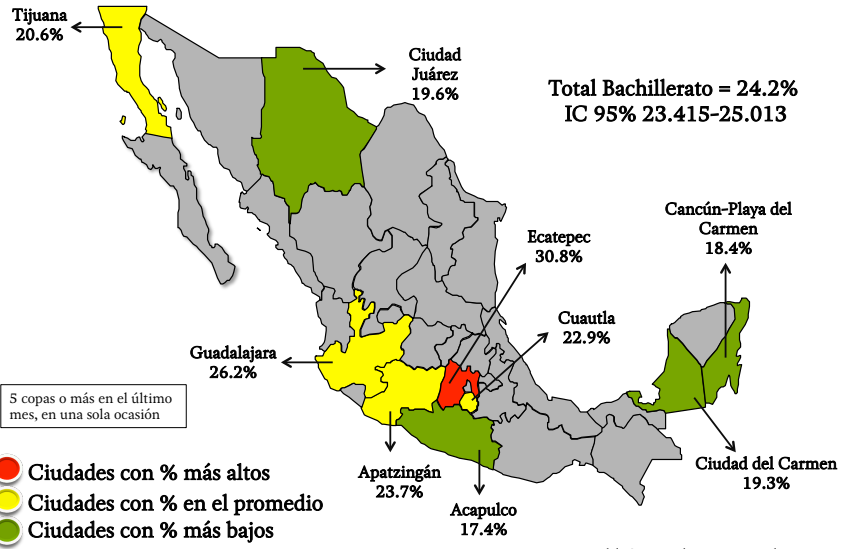 Tijuana
20.6%
Ciudad
Juárez
19.6%
Total Bachillerato = 24.2%
IC 95% 23.415-25.013
Cancún-Playa del
Carmen
18.4%
Ecatepec
30.8%
Cuautla
22.9%
Guadalajara
26.2%
5 copas o más en el último
mes, en una sola ocasión
Ciudades con % más altos
Ciudades con % en el promedio
Ciudades con % más bajos
Apatzingán
23.7%
Acapulco
17.4%
Ciudad del Carmen
19.3%